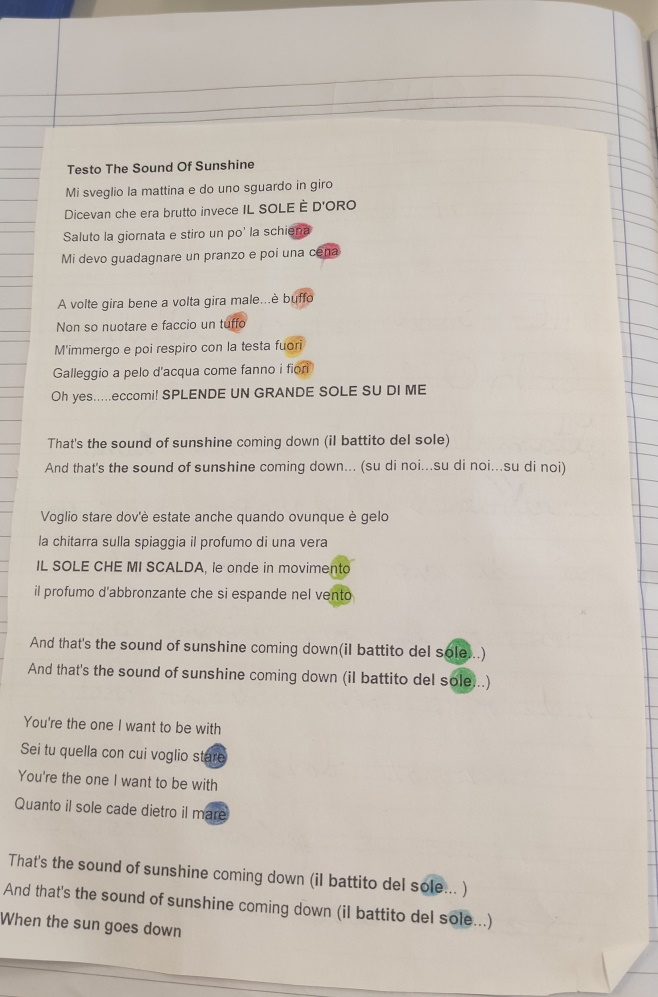 Testo The Sound Of Sunshine
Mi sveglio la mattina e do uno sguardo in giro
Dicevan che era brutto invece IL SOLE È D'ORO
Saluto la giornata e stiro un po' la schiena
Mi devo guadagnare un pranzo e poi una cena
A volte gira bene a volta gira male...è buffo
Non so nuotare e faccio un tuffo
M'immergo e poi respiro con la testa fuori
Galleggio a pelo d'acqua come fanno i fiori
Oh yes.....eccomi! SPLENDE UN GRANDE SOLE SU DI ME
That's the sound of sunshine coming down (il battito del sole)
And that's the sound of sunshine coming down... (su di noi...su di noi...su di noi)
Voglio stare dov'è estate anche quando ovunque è gelo
la chitarra sulla spiaggia il profumo di una vera
IL SOLE CHE MI SCALDA, le onde in movimento
il profumo d'abbronzante che si espande nel vento
And that's the sound of sunshine coming down(il battito del sole...)
And that's the sound of sunshine coming down (il battito del sole...)
You're the one I want to be with
Sei tu quella con cui voglio stare
You're the one I want to be with
Quanto il sole cade dietro il mare
That's the sound of sunshine coming down (il battito del sole... )
And that's the sound of sunshine coming down (il battito del sole...)
When the sun goes down